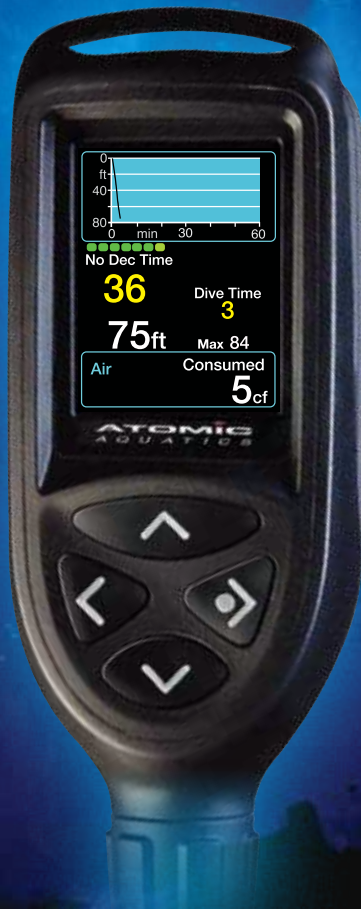 0
ft
40
80
0 min 30 60
No Dec Time
36
Dive Time
3
75ft
Max 84
Air
Consumed
5cf
ATOMIC
AQUATICS